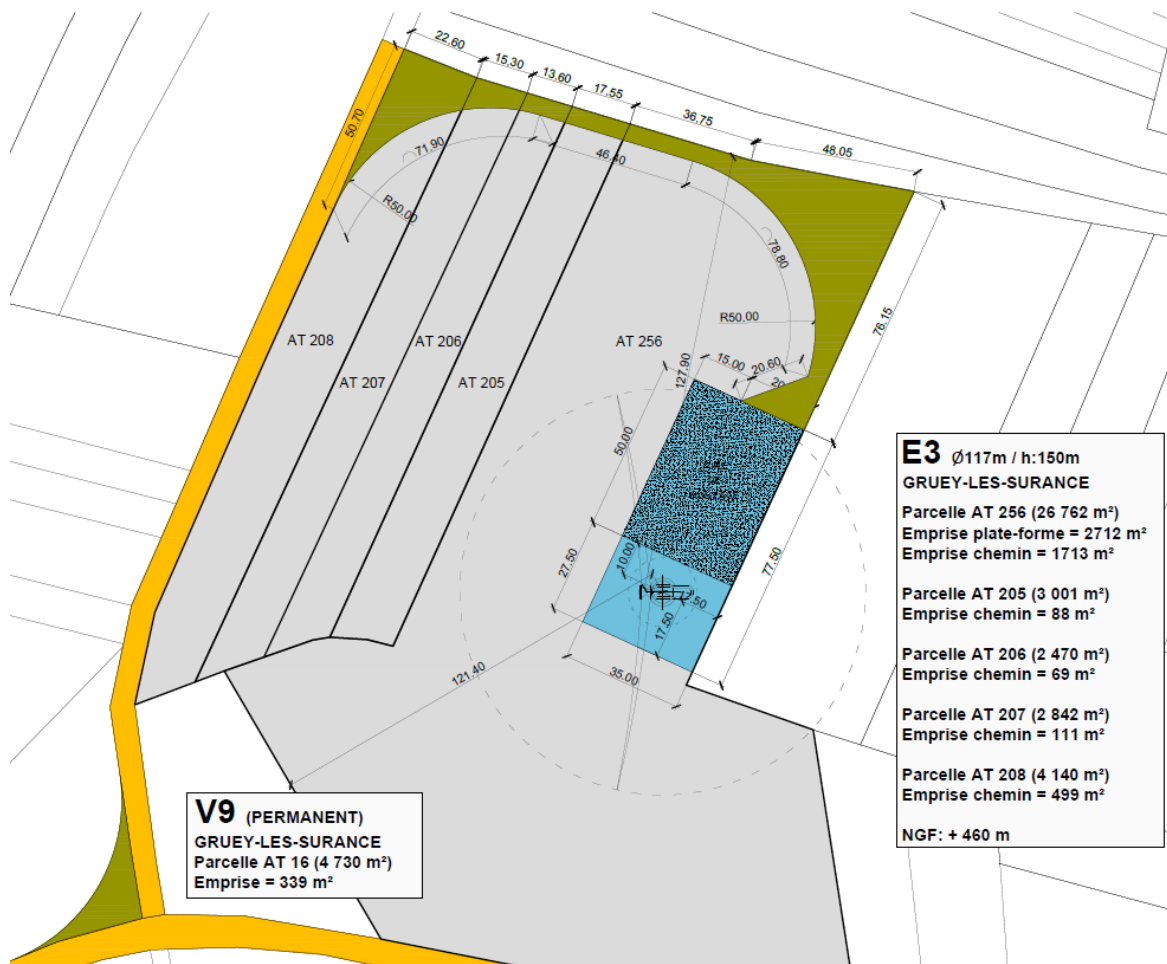 22,60
15,30
13,60
17,55
36,75
48,05
50,70
71,90
46,40
R50,00
78,80
R50,00
76,15
15,00
20,60
20
127,90
AT 208
AT 206
AT 256
AT 207
AT 205
50,00
27,50
10,00
17,50
77,50
35,00
121,40
E3 Ø117m / h:150m
GRUEY-LES-SURANCE
Parcelle AT 256 (26 762 m²)
Emprise plate-forme = 2712 m²
Emprise chemin = 1713 m²
Parcelle AT 205 (3 001 m²)
Emprise chemin = 88 m²
Parcelle AT 206 (2 470 m²)
Emprise chemin = 69 m²
Parcelle AT 207 (2 842 m²)
Emprise chemin = 111 m²
Parcelle AT 208 (4 140 m²)
Emprise chemin = 499 m²
NGF: + 460 m
V9 (PERMANENT)
GRUEY-LES-SURANCE
Parcelle AT 16 (4 730 m²)
Emprise = 339 m²